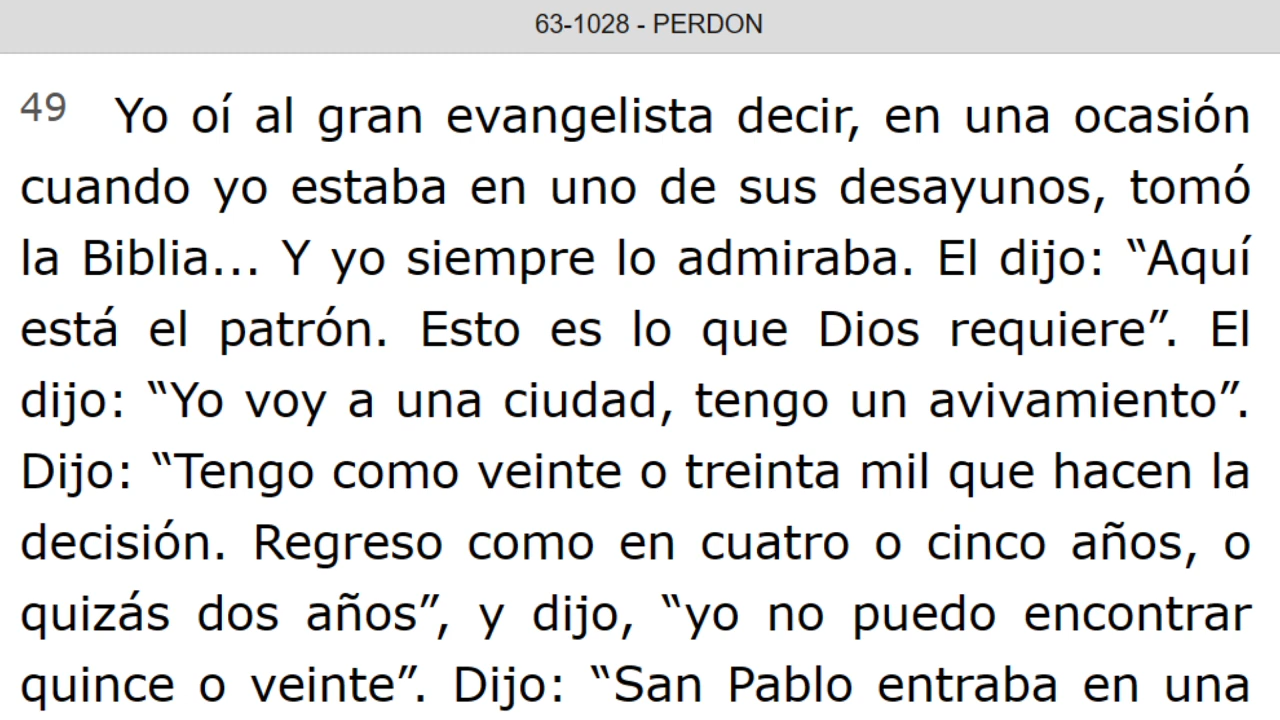 63-1028 - PERDON
49 Yo oí al gran evangelista decir, en una ocasión
cuando yo estaba en uno de sus desayunos, tomó
la Biblia... Y yo siempre lo admiraba. El dijo: “Aquí
está el patrón. Esto es lo que Dios requiere”. El
dijo: “Yo voy a una ciudad, tengo un avivamiento”.
Dijo: “Tengo como veinte o treinta mil que hacen la
decisión. Regreso como en cuatro o cinco años, o
quizás dos años”, y dijo, “yo no puedo encontrar
quince o veinte”. Dijo: “San Pablo entraba en una